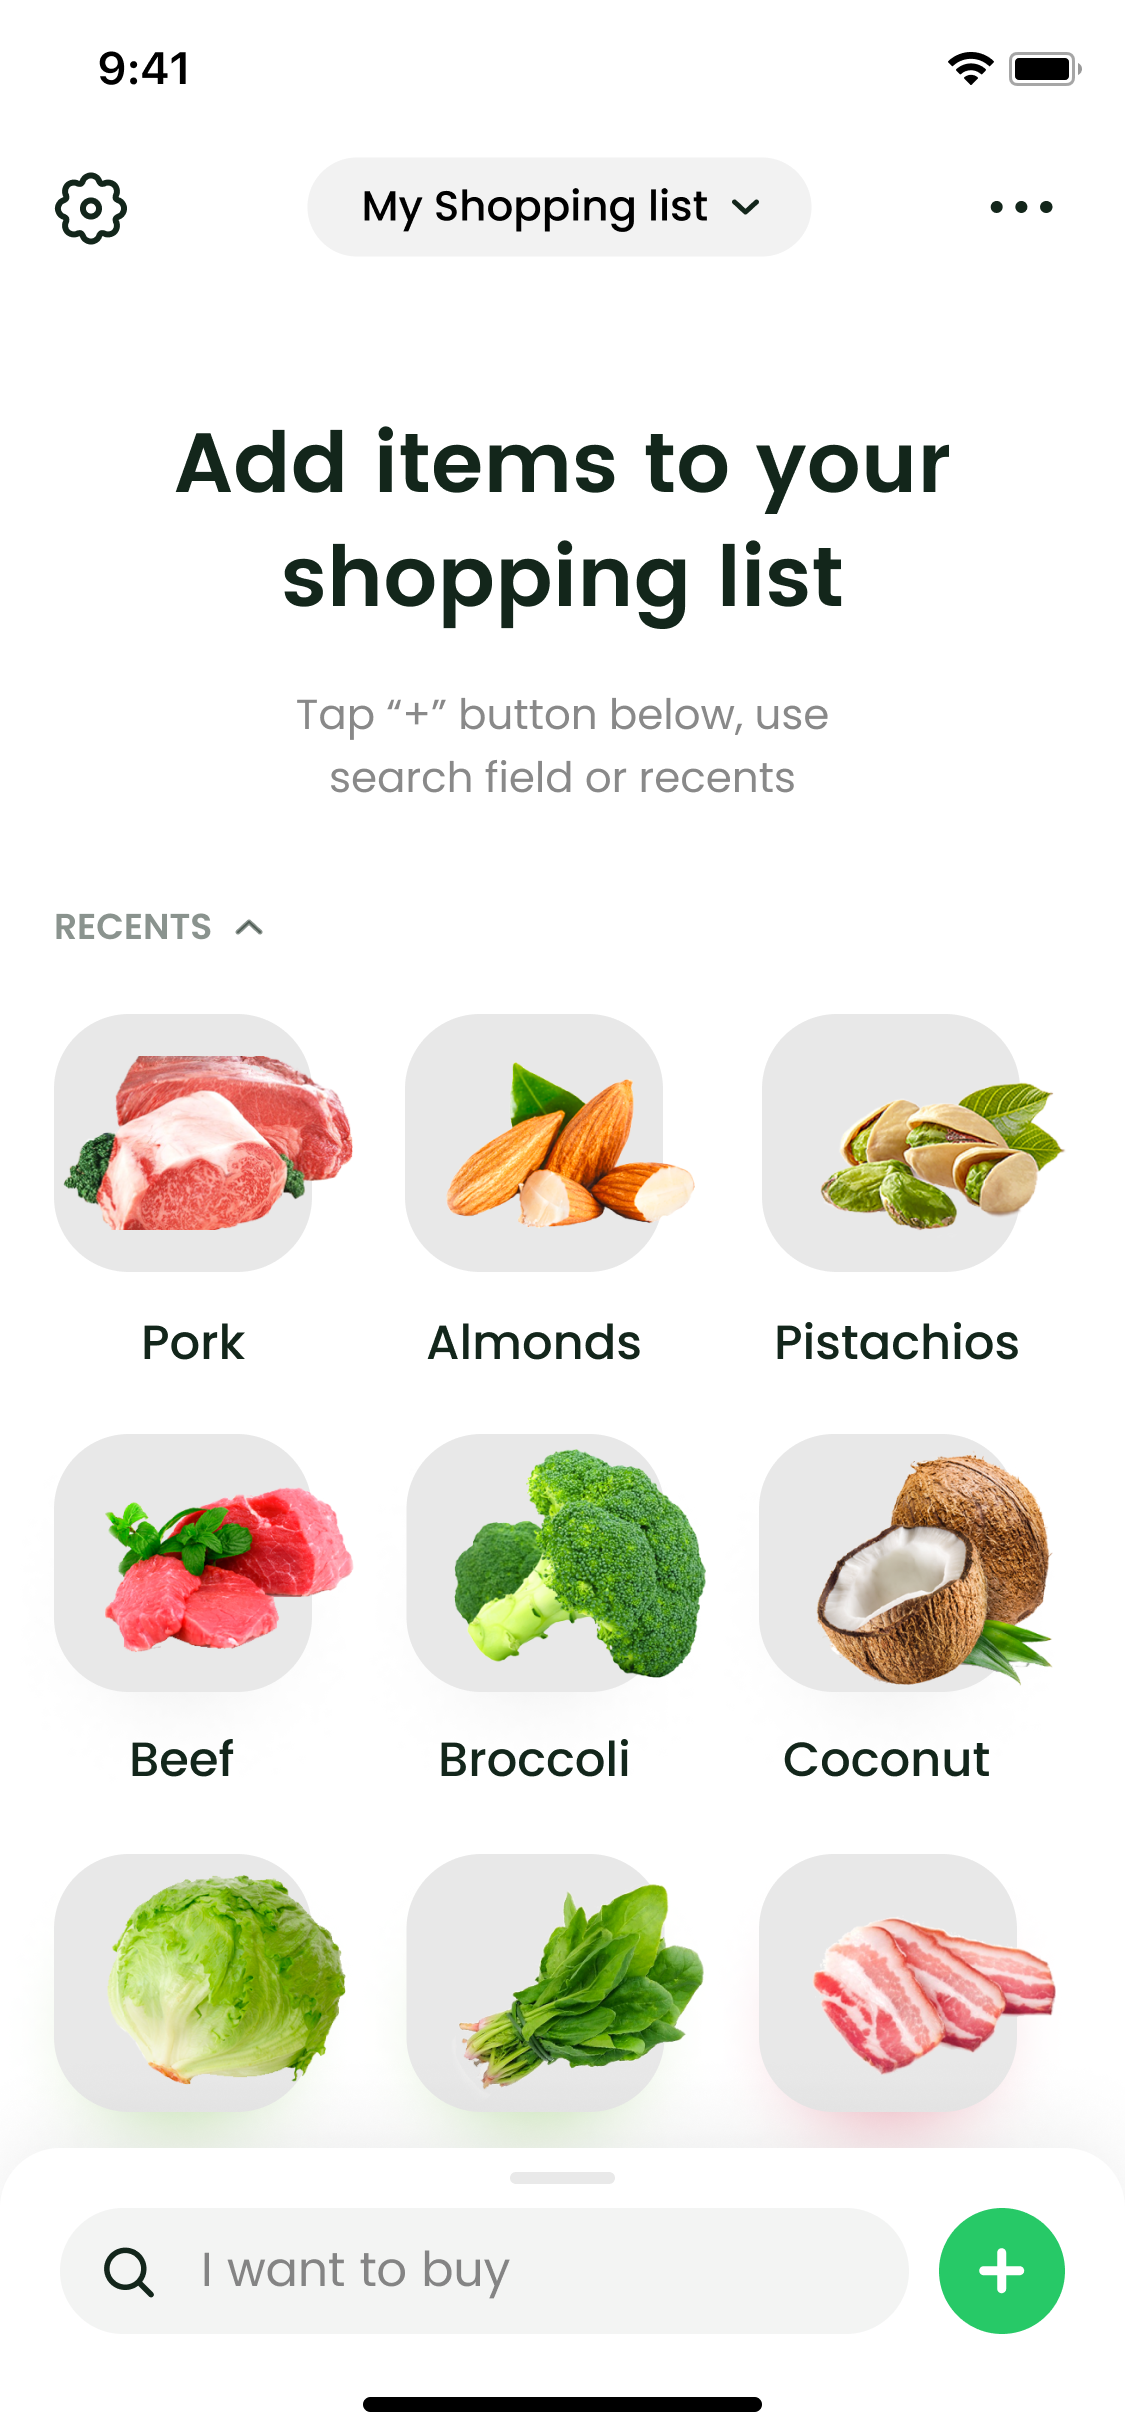 9:41
My Shopping list
Add items to your
shopping list
Tap “+” button below, use
search field or recents
RECENTS
Pork
Almonds
Pistachios
Beef
Broccoli
Coconut
I want to buy